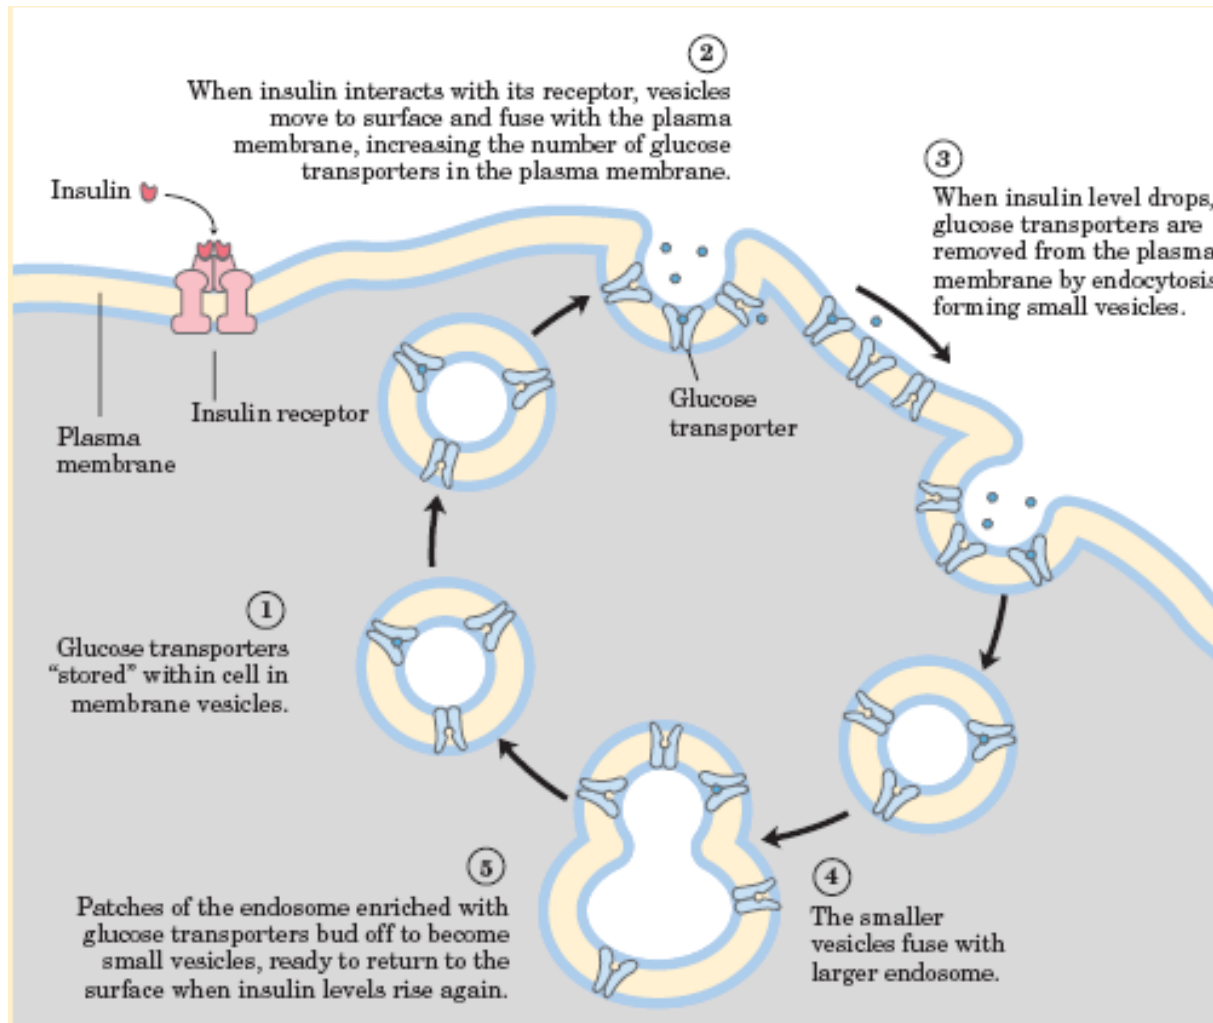 2
When insulin interacts with its receptor, vesicles
move to surface and fuse with the plasma
membrane, increasing the number of glucose
transporters in the plasma membrane.
3
When insulin level drops,
glucose transporters are
removed from the plasma
membrane by endocytosis
forming small vesicles.
Insulin
Insulin receptor
Plasma
membrane
Glucose
transporter
1
Glucose transporters
“stored” within cell in
membrane vesicles.
5
Patches of the endosome enriched with
glucose transporters bud off to become
small vesicles, ready to return to the
surface when insulin levels rise again.
4
The smaller
vesicles fuse with
larger endosome.